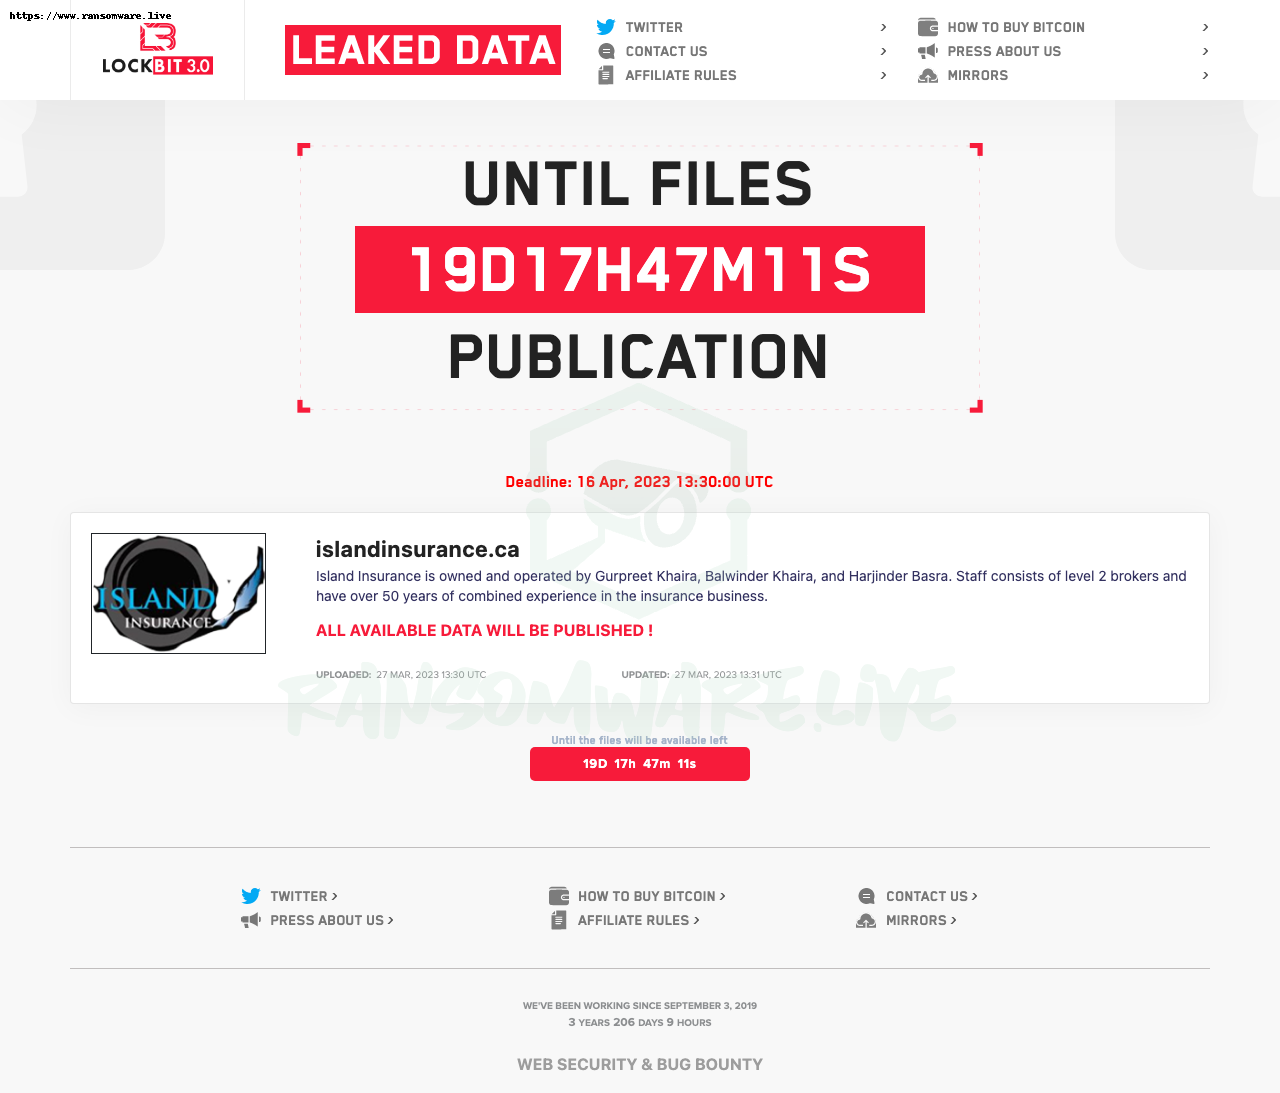 https://www.ransomware.live
LOCKBIT 3.0
LEAKED DATA
TWITTER >
CONTACT US >
AFFILIATE RULES >
HOW TO BUY BITCOIN >
PRESS ABOUT US >
MIRRORS >
UNTIL FILES
19D17H47M11S
PUBLICATION
Deadline: 16 Apr, 2023 13:30:00 UTC
ISLAND
INSURANCE
islandinsurance.ca
Island Insurance is owned and operated by Gurpreet Khaira, Balwinder Khaira, and Harjinder Basra. Staff consists of level 2 brokers and
have over 50 years of combined experience in the insurance business.
ALL AVAILABLE DATA WILL BE PUBLISHED !
UPLOADED: 27 MAR, 2023 13:30 UTC
UPDATED: 27 MAR, 2023 13:31 UTC
RANSOMWARE.LIVE
Until the files will be available left
19D 17h 47m 11s
TWITTER >
HOW TO BUY BITCOIN >
CONTACT US >
PRESS ABOUT US >
AFFILIATE RULES >
MIRRORS >
WE'VE BEEN WORKING SINCE SEPTEMBER 3, 2019
3 YEARS 206 DAYS 9 HOURS
WEB SECURITY & BUG BOUNTY